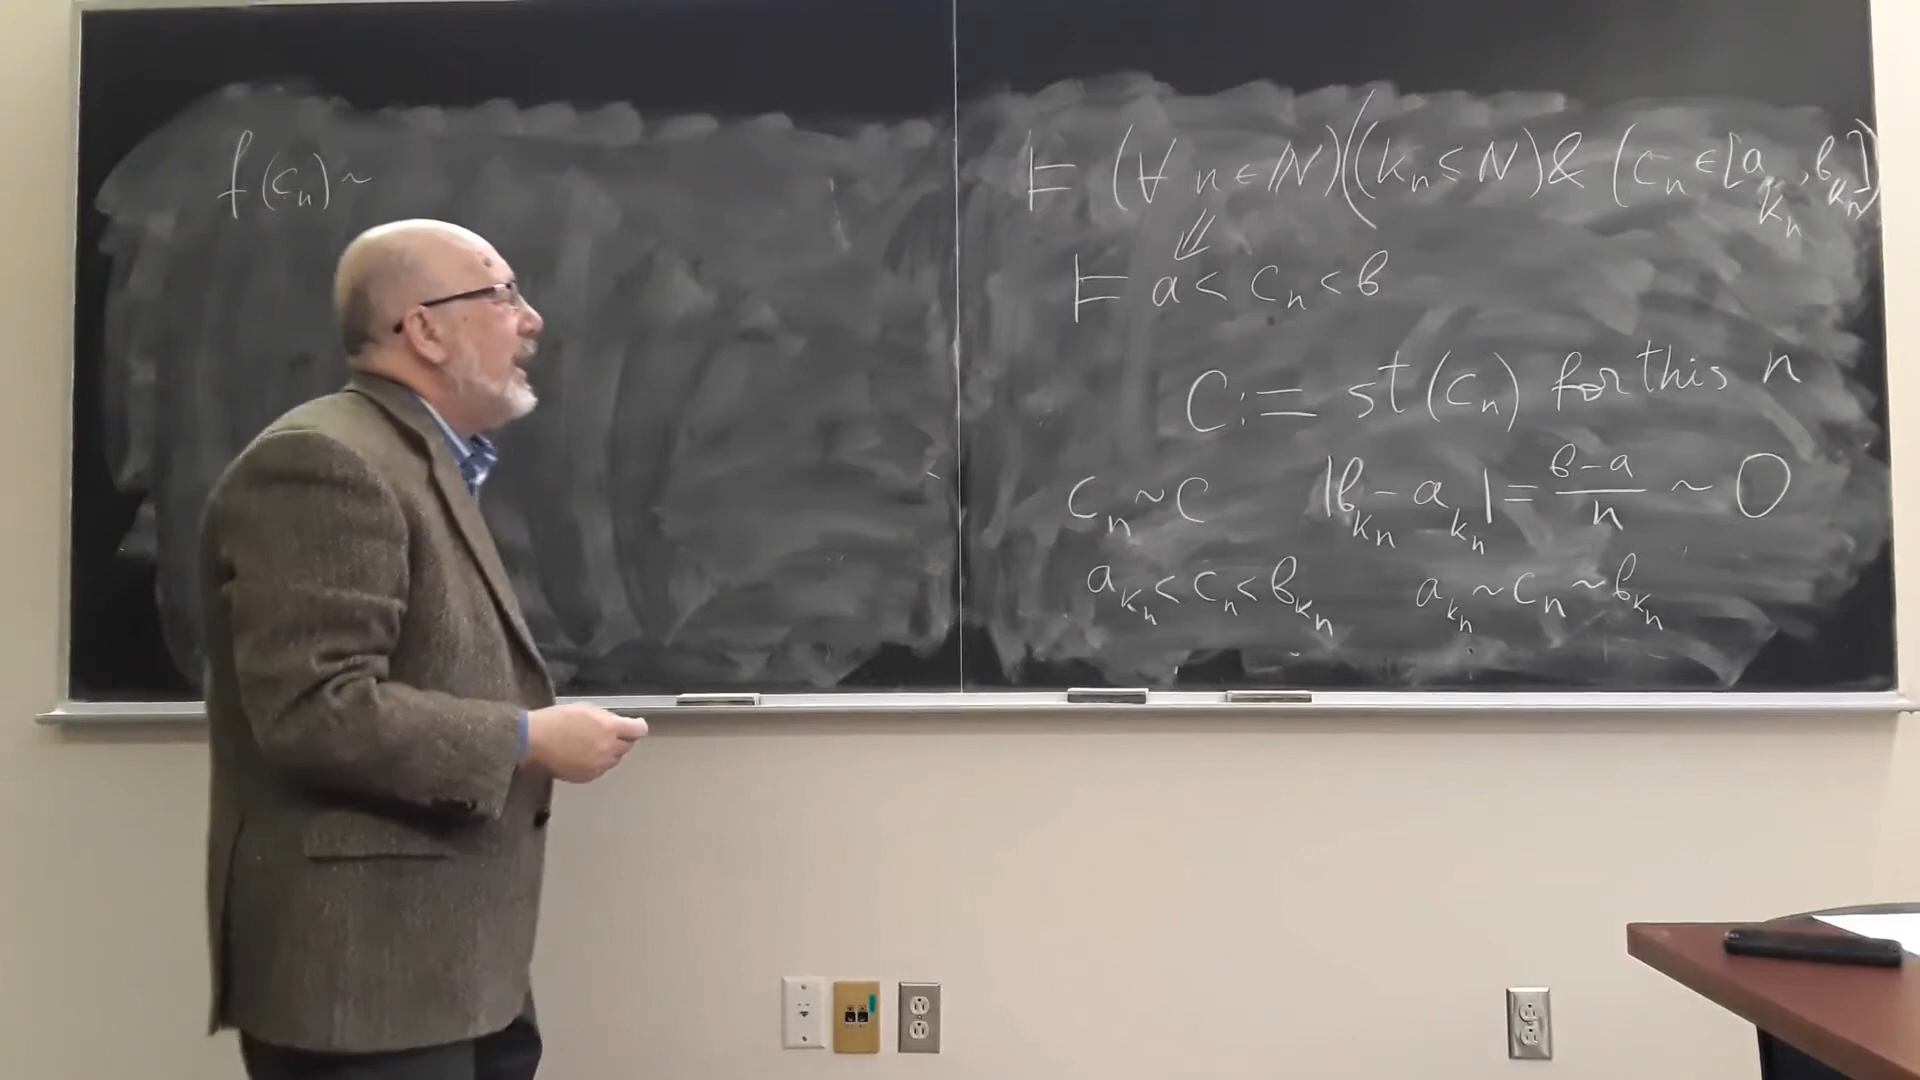 f(cₙ) ~
⊨ (∀ n ∈ ℕ)((kₙ ≤ N) & (cₙ ∈ [a_{kₙ}, b_{kₙ}])
⇓
⊨ a < cₙ < b
C := st(cₙ) for this n
cₙ ~ C |b_{kₙ} - a_{kₙ}| = \frac{b-a}{n} ~ 0
a_{kₙ} < cₙ < b_{kₙ} a_{kₙ} ~ cₙ ~ b_{kₙ}